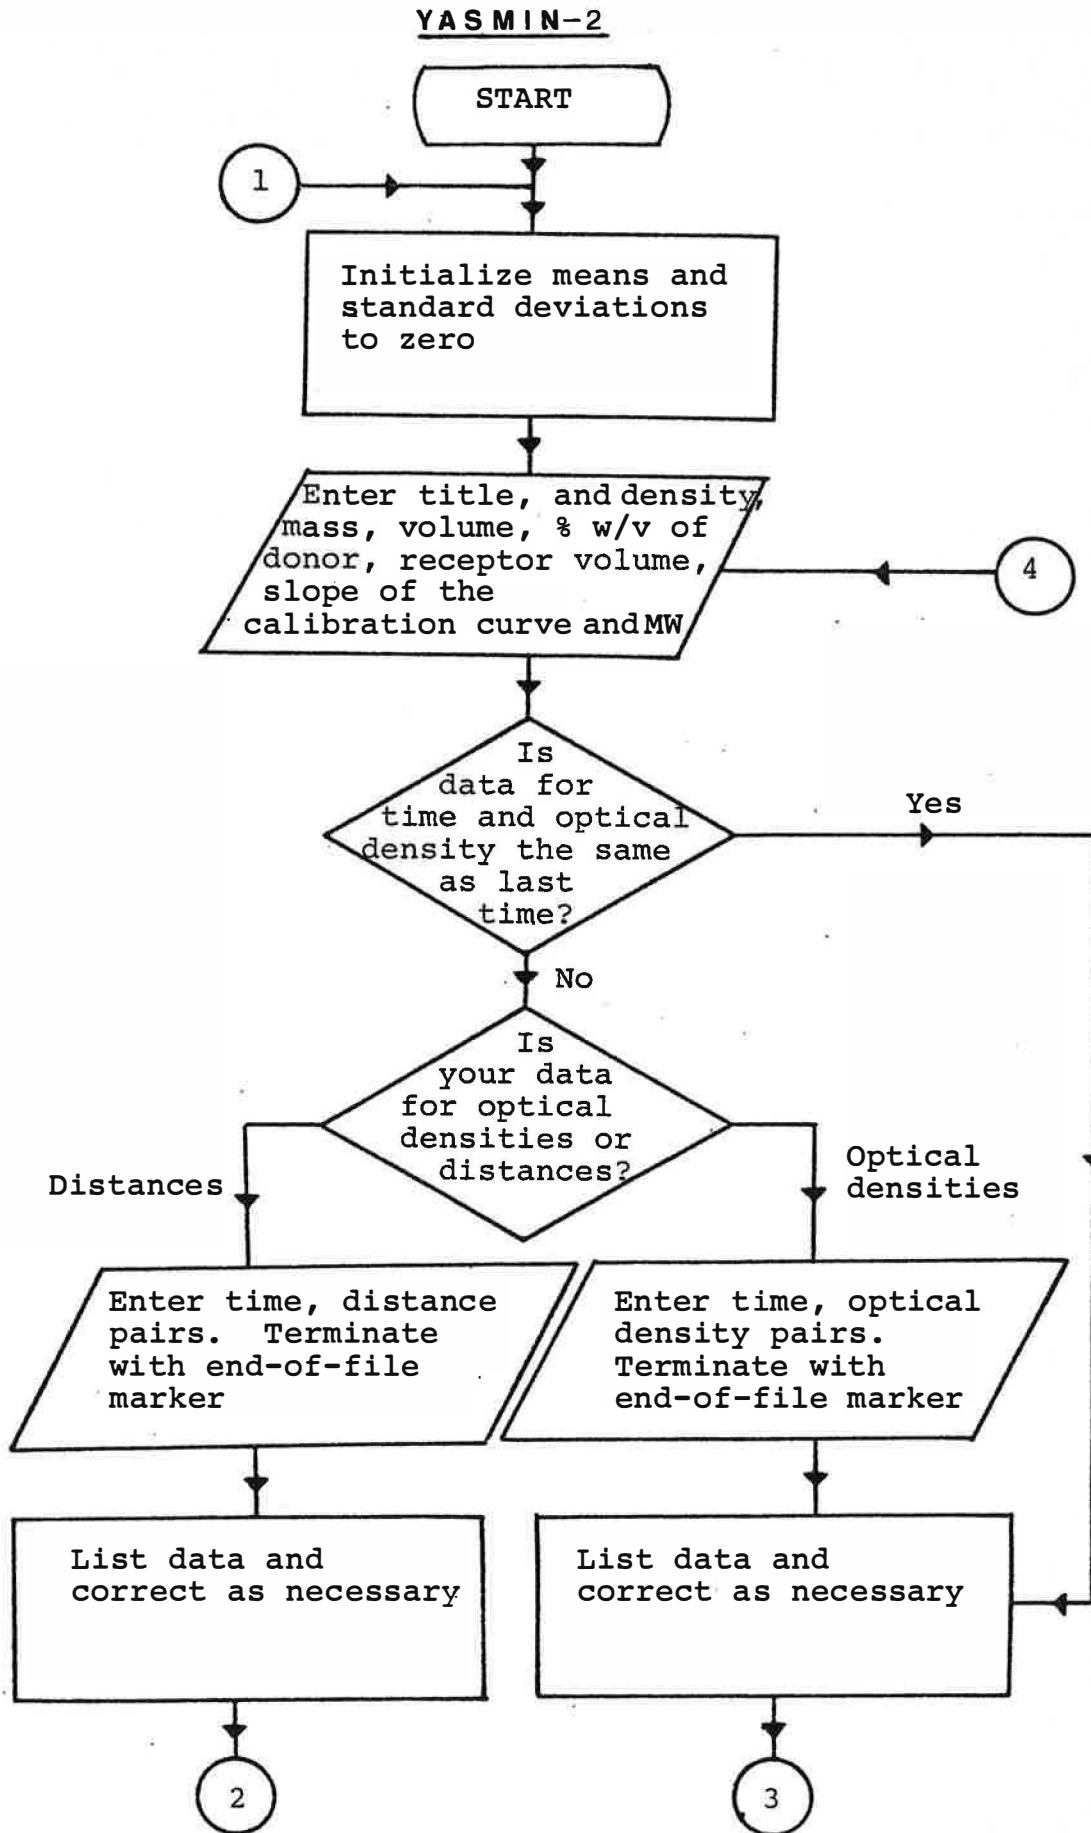 YASMIN-2
START
1
Initialize means and
standard deviations
to zero
Enter title, and density,
mass, volume, % w/v of
donor, receptor volume,
slope of the
calibration curve and MW
4
Is
data for
time and optical
density the same
as last
time?
Yes
No
Is
your data
for optical
densities or
distances?
Distances
Optical
densities
Enter time, distance
pairs. Terminate
with end-of-file
marker
Enter time, optical
density pairs.
Terminate with
end-of-file marker
List data and
correct as necessary
List data and
correct as necessary
2
3